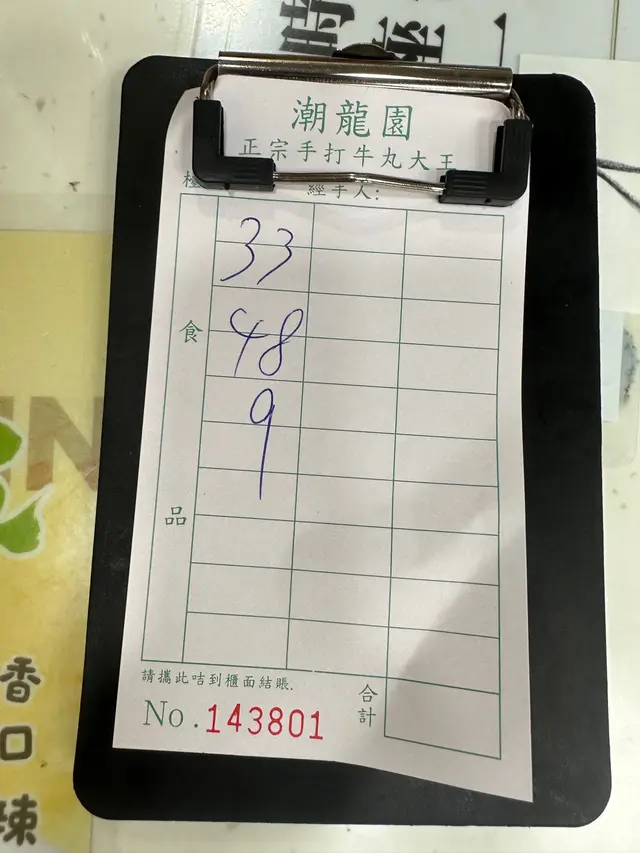 潮龍園
正宗手打牛丸大王
經手人:
33
食
48
9
品
請攜此咭到櫃面結賬.
合計
No.143801
香口辣